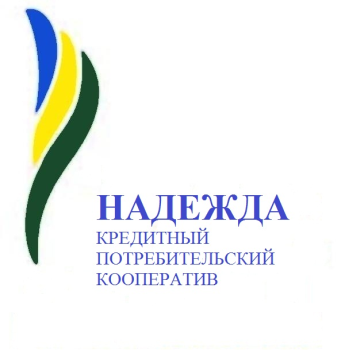 НАДЕЖДА
КРЕДИТНЫЙ
ПОТРЕБИТЕЛЬСКИЙ
КООПЕРАТИВ